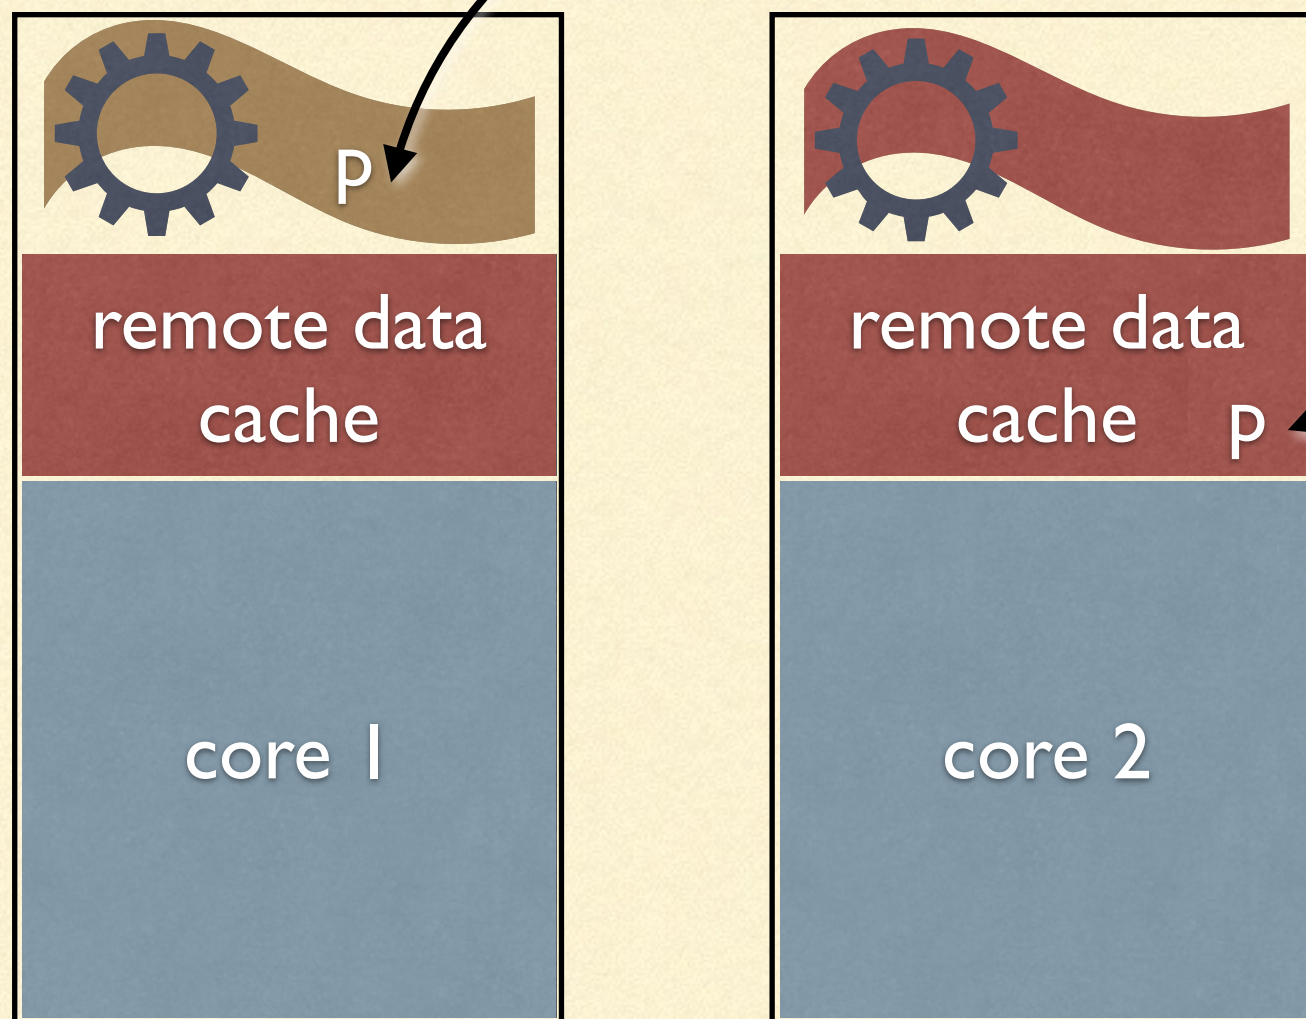 p
remote data
cache
core 1
remote data
cache p
core 2